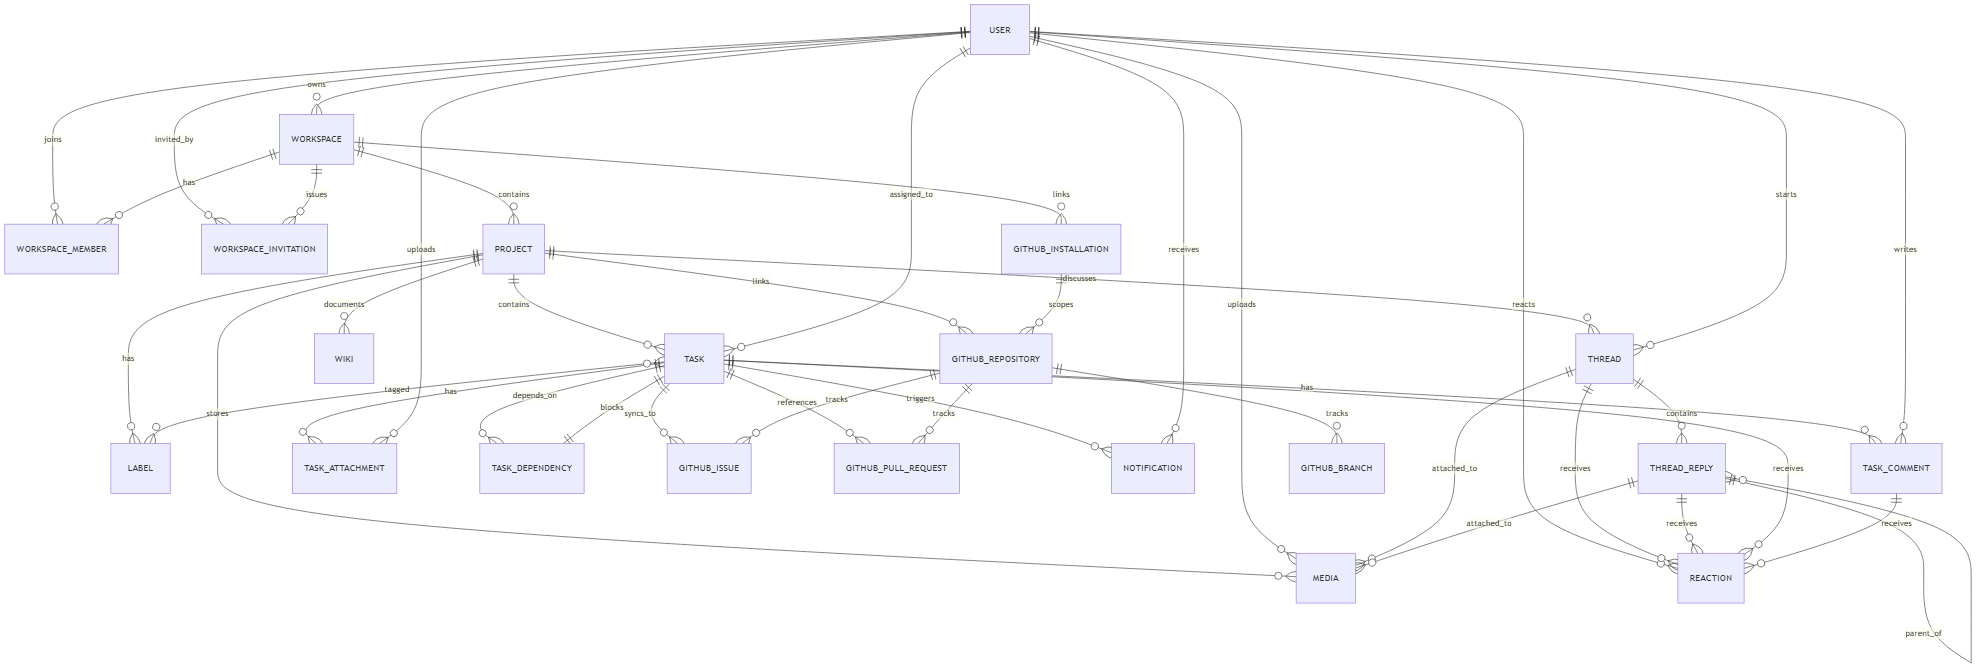 USER
owns
joins
invited_by
WORKSPACE
has
issues
contains
assigned_to
links
starts
WORKSPACE_MEMBER
WORKSPACE_INVITATION
uploads
PROJECT
GITHUB_INSTALLATION
receives
writes
links
discusses
documents
contains
scopes
uploads
reacts
has
WIKI
TASK
GITHUB_REPOSITORY
THREAD
tagged
has
depends_on
has
stores
blocks
syncs_to
references
tracks
triggers
tracks
tracks
contains
LABEL
TASK_ATTACHMENT
TASK_DEPENDENCY
GITHUB_ISSUE
GITHUB_PULL_REQUEST
NOTIFICATION
GITHUB_BRANCH
attached_to
receives
THREAD_REPLY
receives
TASK_COMMENT
attached_to
receives
receives
MEDIA
REACTION
parent_of